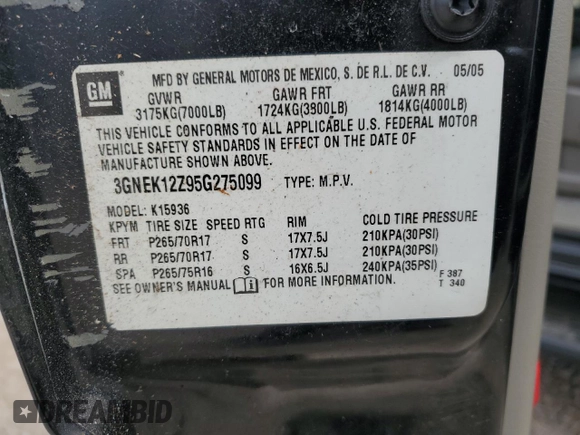 GM
MFD BY GENERAL MOTORS DE MEXICO, S. DE R.L. DE C.V. 05/05
GVWR GAWR FRT GAWR RR
3175KG(7000LB) 1724KG(3800LB) 1814KG(4000LB)
THIS VEHICLE CONFORMS TO ALL APPLICABLE U.S. FEDERAL MOTOR
VEHICLE SAFETY STANDARDS IN EFFECT ON THE DATE OF
MANUFACTURE SHOWN ABOVE.
3GNEK12Z95G275099 TYPE: M.P.V.
MODEL: K15936
KPYM TIRE SIZE SPEED RTG RIM COLD TIRE PRESSURE
FRT P265/70R17 S 17X7.5J 210KPA(30PSI)
RR P265/70R17 S 17X7.5J 210KPA(30PSI)
SPA P265/75R16 S 16X6.5J 240KPA(35PSI)
SEE OWNER'S MANUAL FOR MORE INFORMATION.
F 387
T 340
DREAMBID